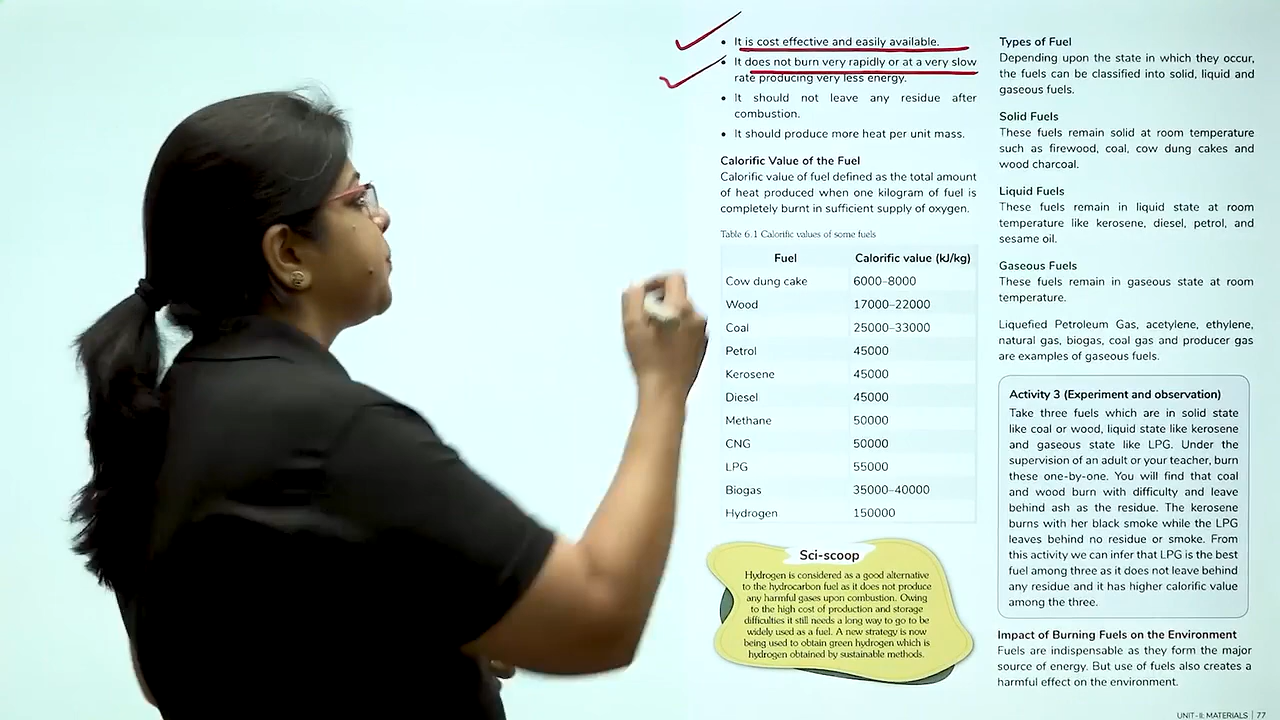 • It is cost effective and easily available.
• It does not burn very rapidly or at a very slow
rate producing very less energy.
• It should not leave any residue after
combustion.
• It should produce more heat per unit mass.
Calorific Value of the Fuel
Calorific value of fuel defined as the total amount
of heat produced when one kilogram of fuel is
completely burnt in sufficient supply of oxygen.
Table 6.1 Calorific values of some fuels
Fuel Calorific value (kJ/kg)
Cow dung cake 6000–8000
Wood 17000–22000
Coal 25000–33000
Petrol 45000
Kerosene 45000
Diesel 45000
Methane 50000
CNG 50000
LPG 55000
Biogas 35000–40000
Hydrogen 150000
Sci-scoop
Hydrogen is considered as a good alternative
to the hydrocarbon fuel as it does not produce
any harmful gases upon combustion. Owing
to the high cost of production and storage
difficulties it still needs a long way to go to be
widely used as a fuel. A new strategy is now
being used to obtain green hydrogen which is
hydrogen obtained by sustainable methods.
Types of Fuel
Depending upon the state in which they occur,
the fuels can be classified into solid, liquid and
gaseous fuels.
Solid Fuels
These fuels remain solid at room temperature
such as firewood, coal, cow dung cakes and
wood charcoal.
Liquid Fuels
These fuels remain in liquid state at room
temperature like kerosene, diesel, petrol, and
sesame oil.
Gaseous Fuels
These fuels remain in gaseous state at room
temperature.
Liquefied Petroleum Gas, acetylene, ethylene,
natural gas, biogas, coal gas and producer gas
are examples of gaseous fuels.
Activity 3 (Experiment and observation)
Take three fuels which are in solid state
like coal or wood, liquid state like kerosene
and gaseous state like LPG. Under the
supervision of an adult or your teacher, burn
these one-by-one. You will find that coal
and wood burn with difficulty and leave
behind ash as the residue. The kerosene
burns with her black smoke while the LPG
leaves behind no residue or smoke. From
this activity we can infer that LPG is the best
fuel among three as it does not leave behind
any residue and it has higher calorific value
among the three.
Impact of Burning Fuels on the Environment
Fuels are indispensable as they form the major
source of energy. But use of fuels also creates a
harmful effect on the environment.
UNIT-II: MATERIALS | 77